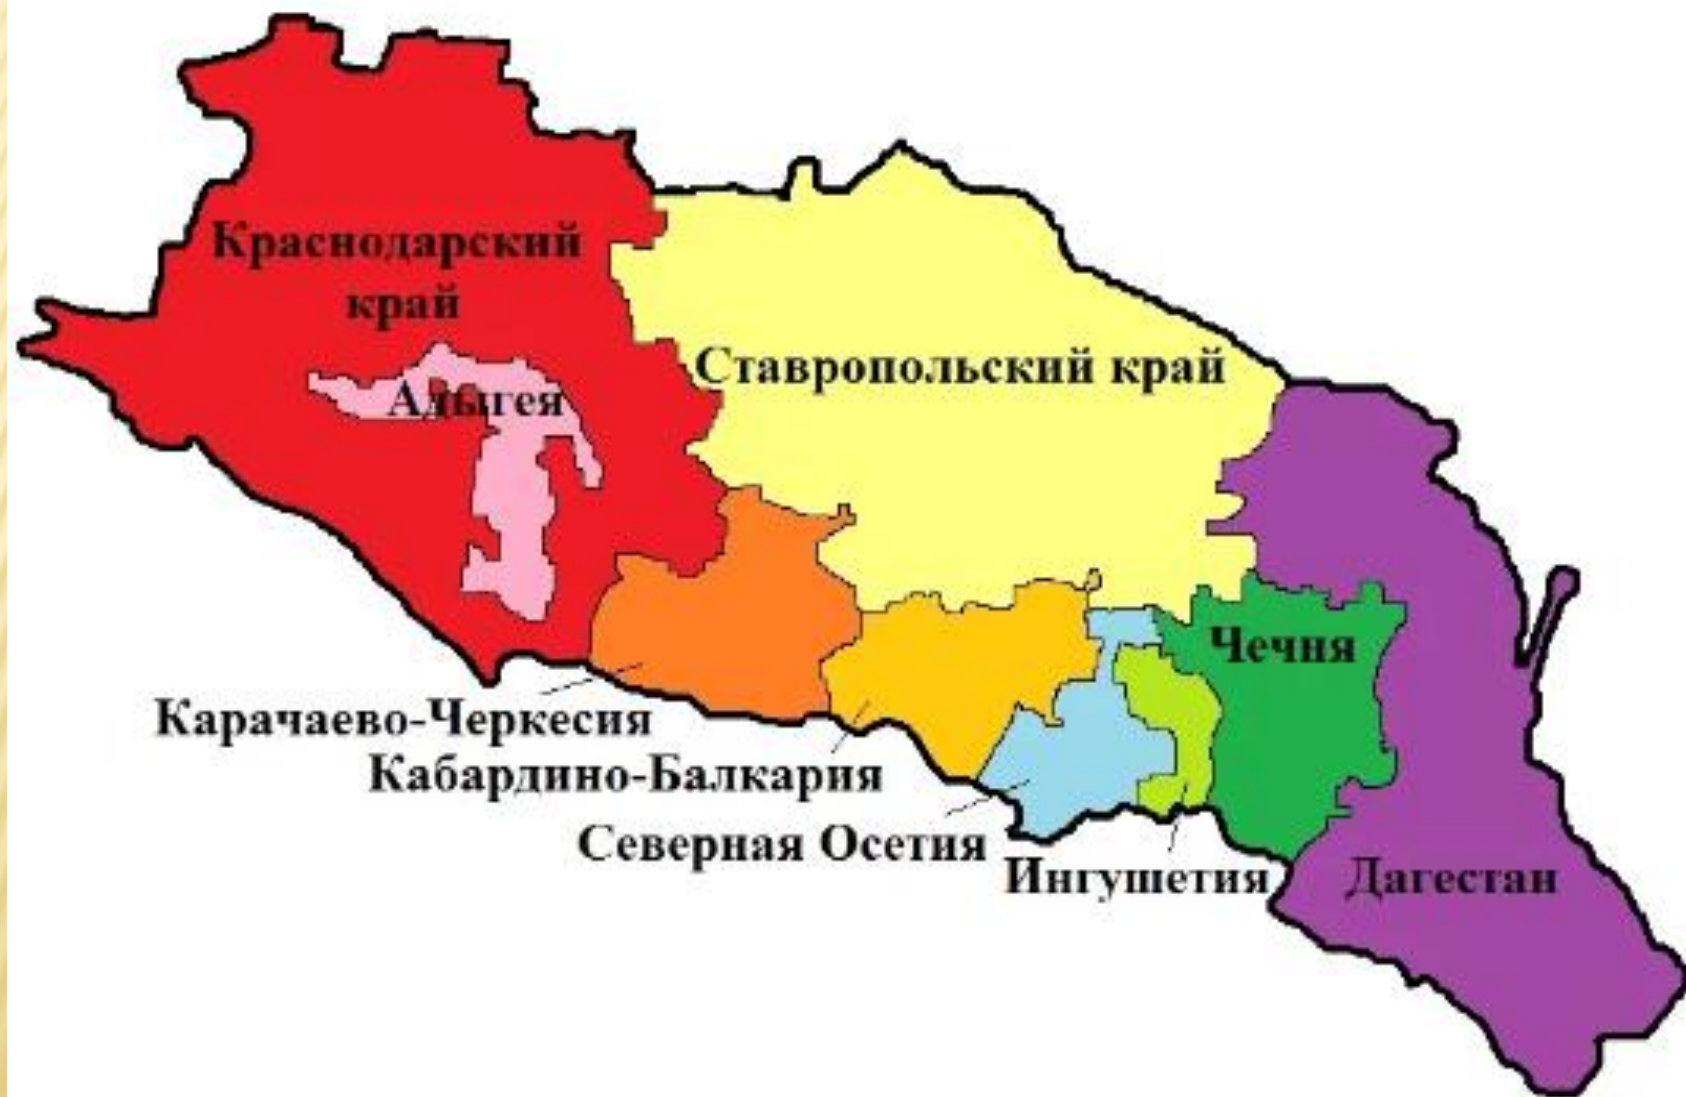 Краснодарский
край
Ставропольский край
Адыгея
Чечня
Карачаево-Черкесия
Кабардино-Балкария
Северная Осетия
Ингушетия
Дагестан